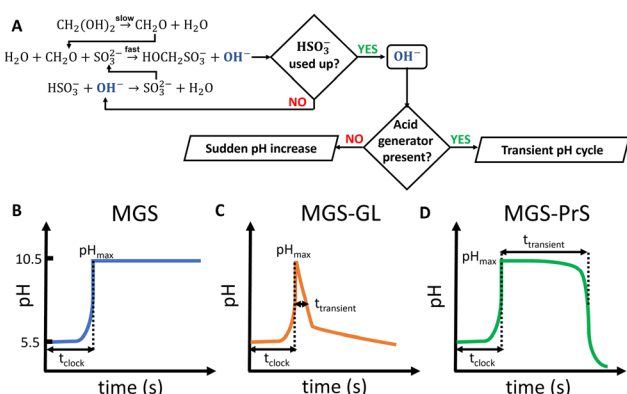 A
CH₂(OH)₂ slow→ CH₂O + H₂O
H₂O + CH₂O + SO₃²⁻ fast→ HOCH₂SO₃⁻ + OH⁻
HSO₃⁻ + OH⁻ → SO₃²⁻ + H₂O
HSO₃⁻
used up?
YES
NO
OH⁻
Acid
generator
present?
NO
YES
Sudden pH increase
Transient pH cycle
B
MGS
10.5
5.5
pH
pHmax
tclock
time (s)
C
MGS-GL
pH
pHmax
ttransient
tclock
time (s)
D
MGS-PrS
pH
pHmax
ttransient
tclock
time (s)